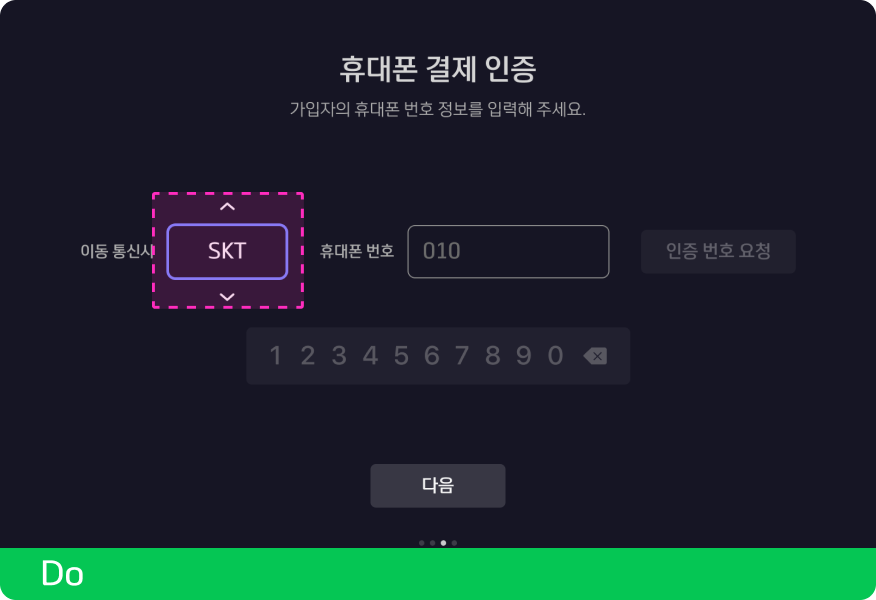 휴대폰 결제 인증
가입자의 휴대폰 번호 정보를 입력해 주세요.
이동 통신사 SKT 휴대폰 번호 010 인증 번호 요청
1 2 3 4 5 6 7 8 9 0
다음
Do